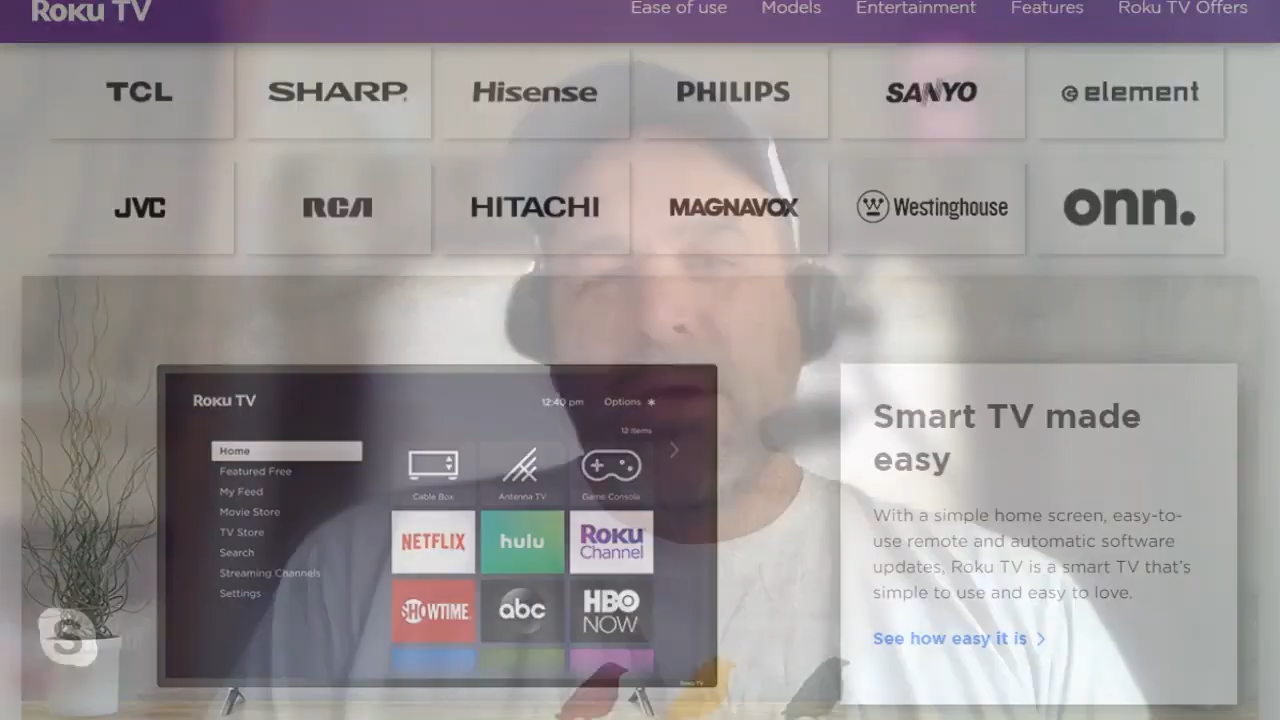 Roku TV
Ease of use Models Entertainment Features Roku TV Offers
TCL SHARP Hisense PHILIPS SANYO element
JVC RCA HITACHI MAGNAVOX Westinghouse onn.
Roku TV
12:40 pm Options
12 items
Home
Featured Free
My Feed
Movie Store
TV Store
Search
Streaming Channels
Settings
Cable Box Antenna TV Game Console
NETFLIX hulu Roku Channel
SHOWTIME abc HBO NOW
Roku TV
Smart TV made
easy
With a simple home screen, easy-to-
use remote and automatic software
updates, Roku TV is a smart TV that's
simple to use and easy to love.
See how easy it is
S